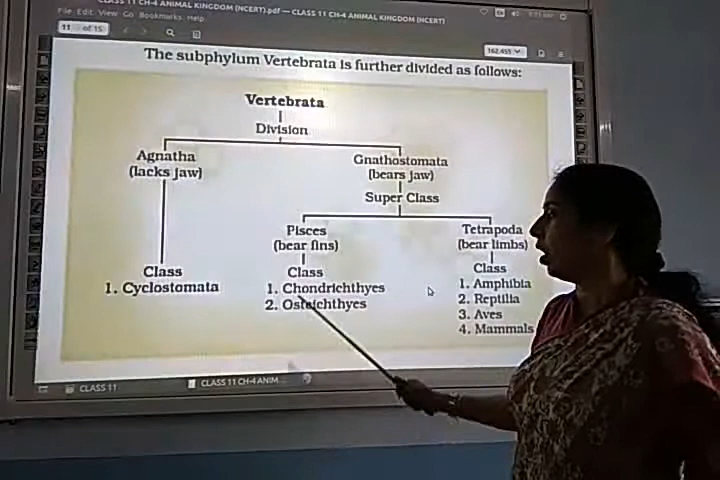 CLASS 11 CH-4 ANIMAL KINGDOM (NCERT).pdf — CLASS 11 CH-4 ANIMAL KINGDOM (NCERT)
File Edit View Go Bookmarks Help
11 of 15
162.455
The subphylum Vertebrata is further divided as follows:
Vertebrata
Division
Agnatha
(lacks jaw)
Gnathostomata
(bears jaw)
Super Class
Pisces
(bear fins)
Tetrapoda
(bear limbs)
Class
1. Cyclostomata
Class
1. Chondrichthyes
2. Osteichthyes
Class
1. Amphibia
2. Reptilia
3. Aves
4. Mammals
CLASS 11
CLASS 11 CH-4 ANIM...